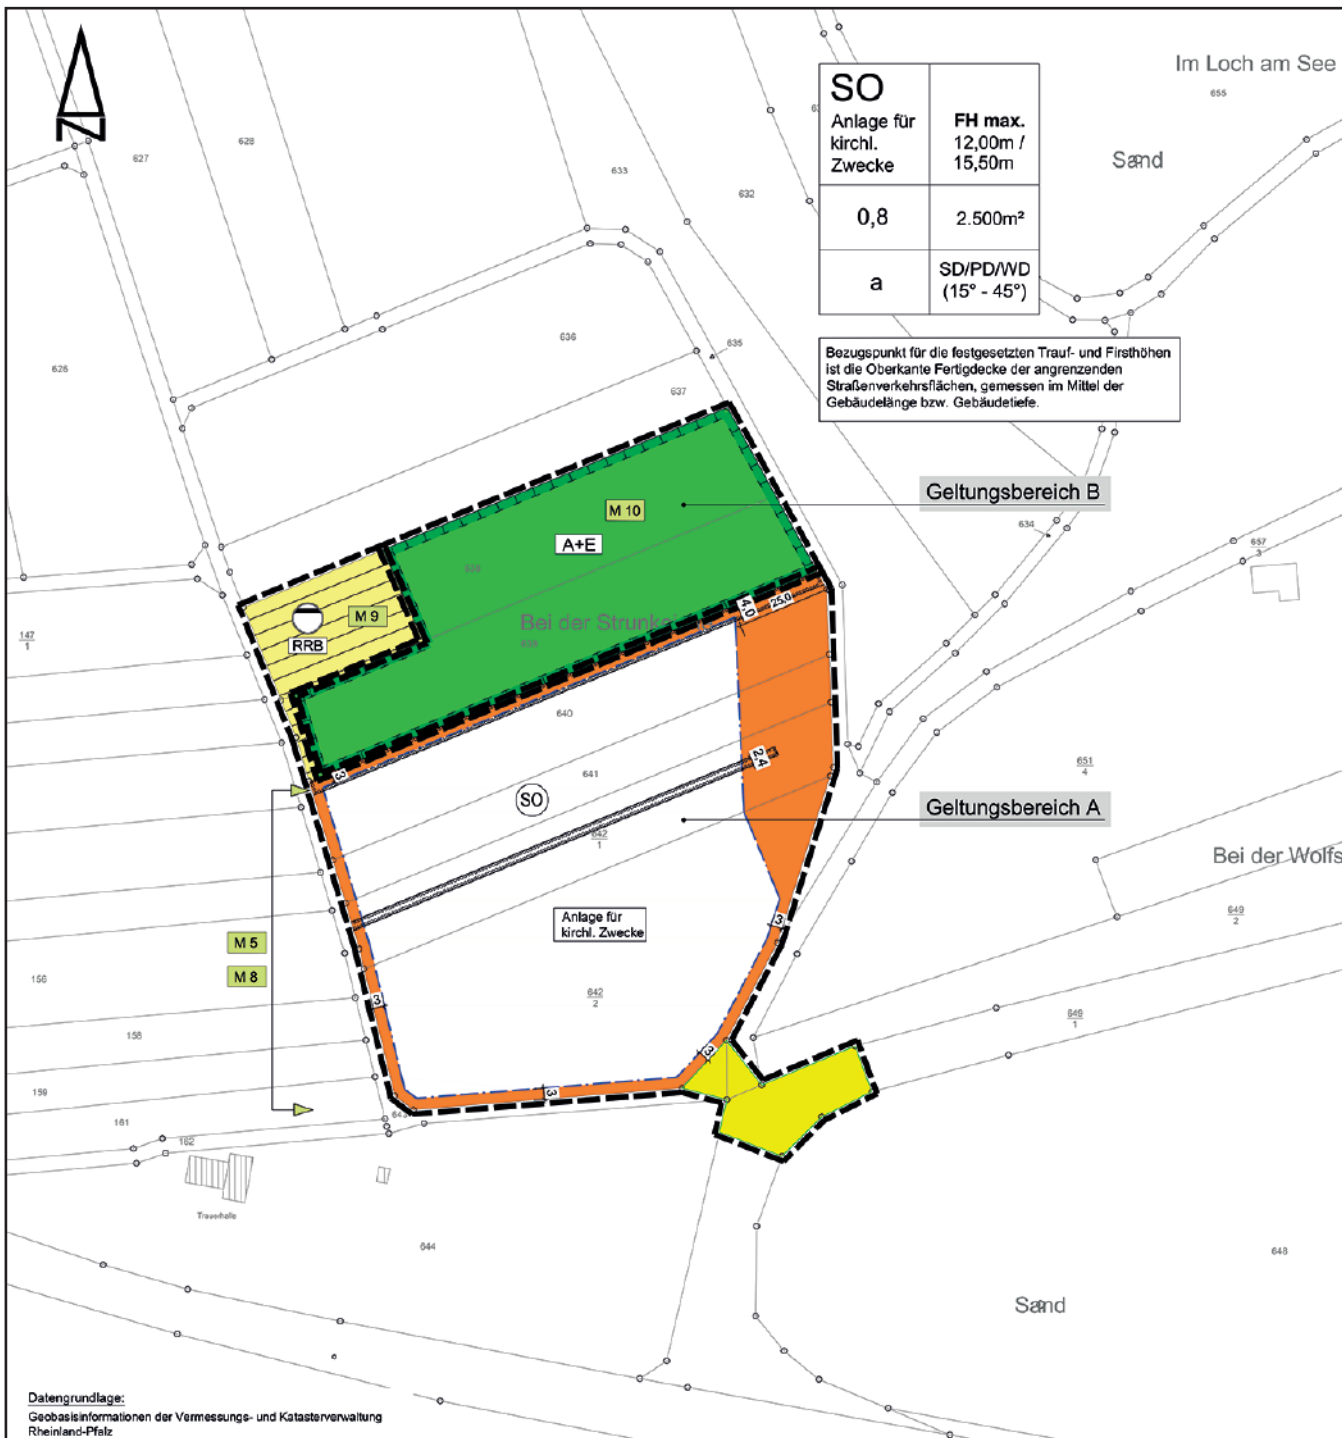 Im Loch am See
655
SO
Anlage für
kirchl.
Zwecke
FH max.
12,00m /
15,50m
0,8
2.500m²
a
SD/PD/WD
(15° - 45°)
Sand
N
627
628
633
632
626
636
635
637
Bezugspunkt für die festgesetzten Trauf- und Firsthöhen
ist die Oberkante Fertigdecke der angrenzenden
Straßenverkehrsflächen, gemessen im Mittel der
Gebäudelänge bzw. Gebäudetiefe.
Geltungsbereich B
M 10
A+E
634
657
3
147
1
M 9
RRB
Bei der Strunk
4,0
25,0
640
3
641
2,4
SO
642
1
651
4
Geltungsbereich A
Bei der Wolfs
Anlage für
kirchl. Zwecke
3
649
2
M 5
M 8
156
3
642
2
649
1
158
3
159
3
161
162
Trauerhalle
644
648
Sand
Datengrundlage:
Geobasisinformationen der Vermessungs- und Katasterverwaltung
Rheinland-Pfalz